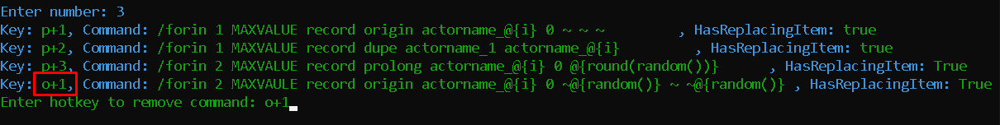 Enter number: 3
Key: p+1, Command: /forin 1 MAXVALUE record origin actorname_@{i} 0 ~ ~ ~ , HasReplacingItem: true
Key: p+2, Command: /forin 1 MAXVALUE record dupe actorname_1 actorname_@{i} , HasReplacingItem: true
Key: p+3, Command: /forin 2 MAXVALUE record prolong actorname_@{i} 0 @{round(random())} , HasReplacingItem: True
Key: o+1, Command: /forin 2 MAXVAULE record origin actorname_@{i} 0 ~@{random()} ~ ~@{random()} , HasReplacingItem: True
Enter hotkey to remove command: o+1